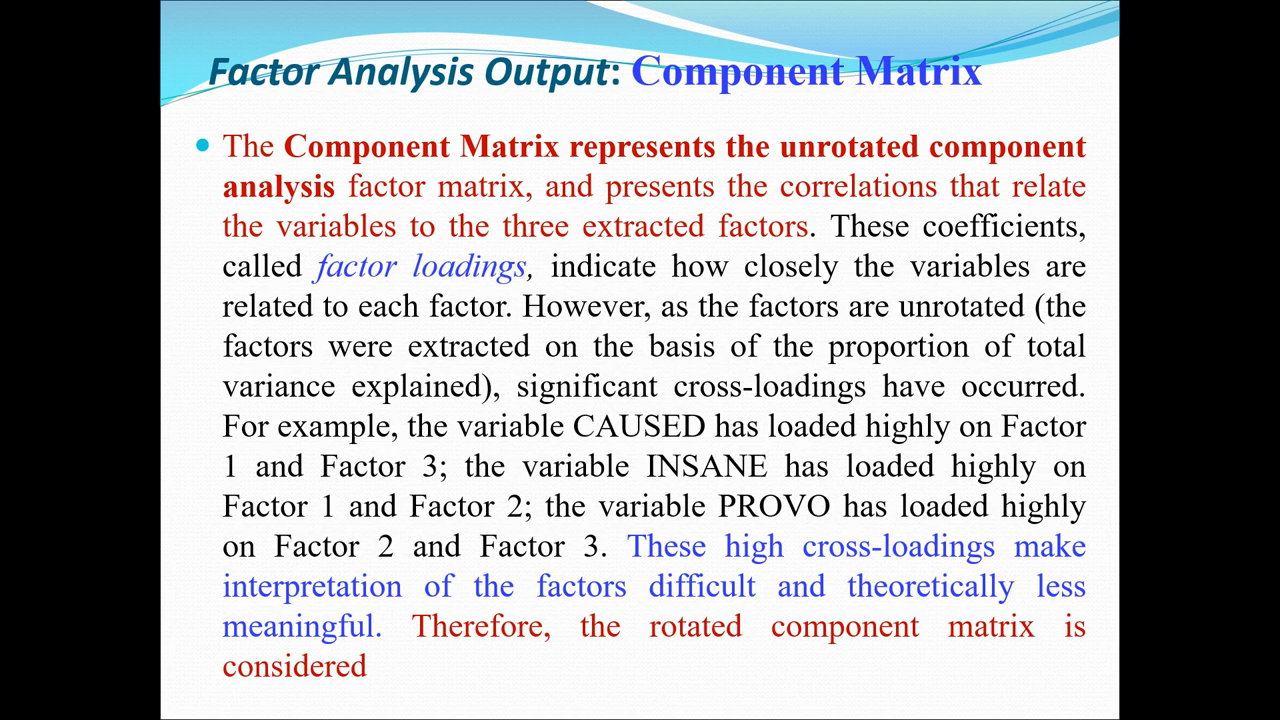 Factor Analysis Output: Component Matrix
• The Component Matrix represents the unrotated component
analysis factor matrix, and presents the correlations that relate
the variables to the three extracted factors. These coefficients,
called factor loadings, indicate how closely the variables are
related to each factor. However, as the factors are unrotated (the
factors were extracted on the basis of the proportion of total
variance explained), significant cross-loadings have occurred.
For example, the variable CAUSED has loaded highly on Factor
1 and Factor 3; the variable INSANE has loaded highly on
Factor 1 and Factor 2; the variable PROVO has loaded highly
on Factor 2 and Factor 3. These high cross-loadings make
interpretation of the factors difficult and theoretically less
meaningful. Therefore, the rotated component matrix is
considered